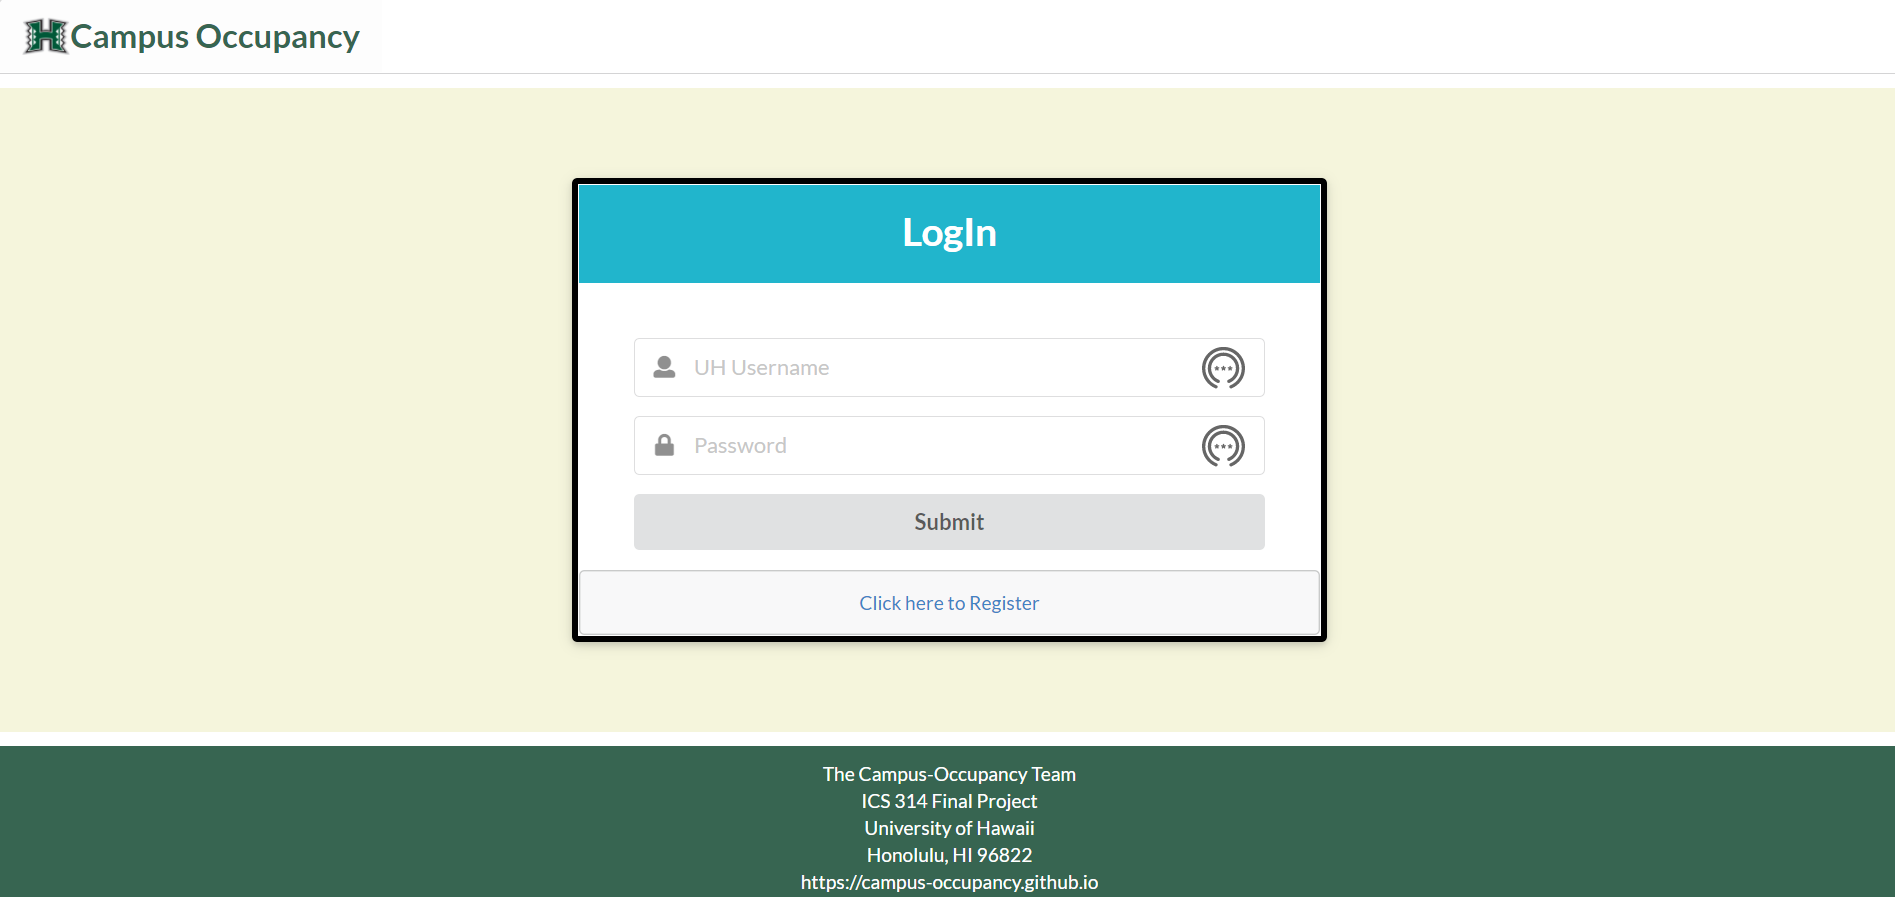 Campus Occupancy
LogIn
UH Username
Password
Submit
Click here to Register
The Campus-Occupancy Team
ICS 314 Final Project
University of Hawaii
Honolulu, HI 96822
https://campus-occupancy.github.io